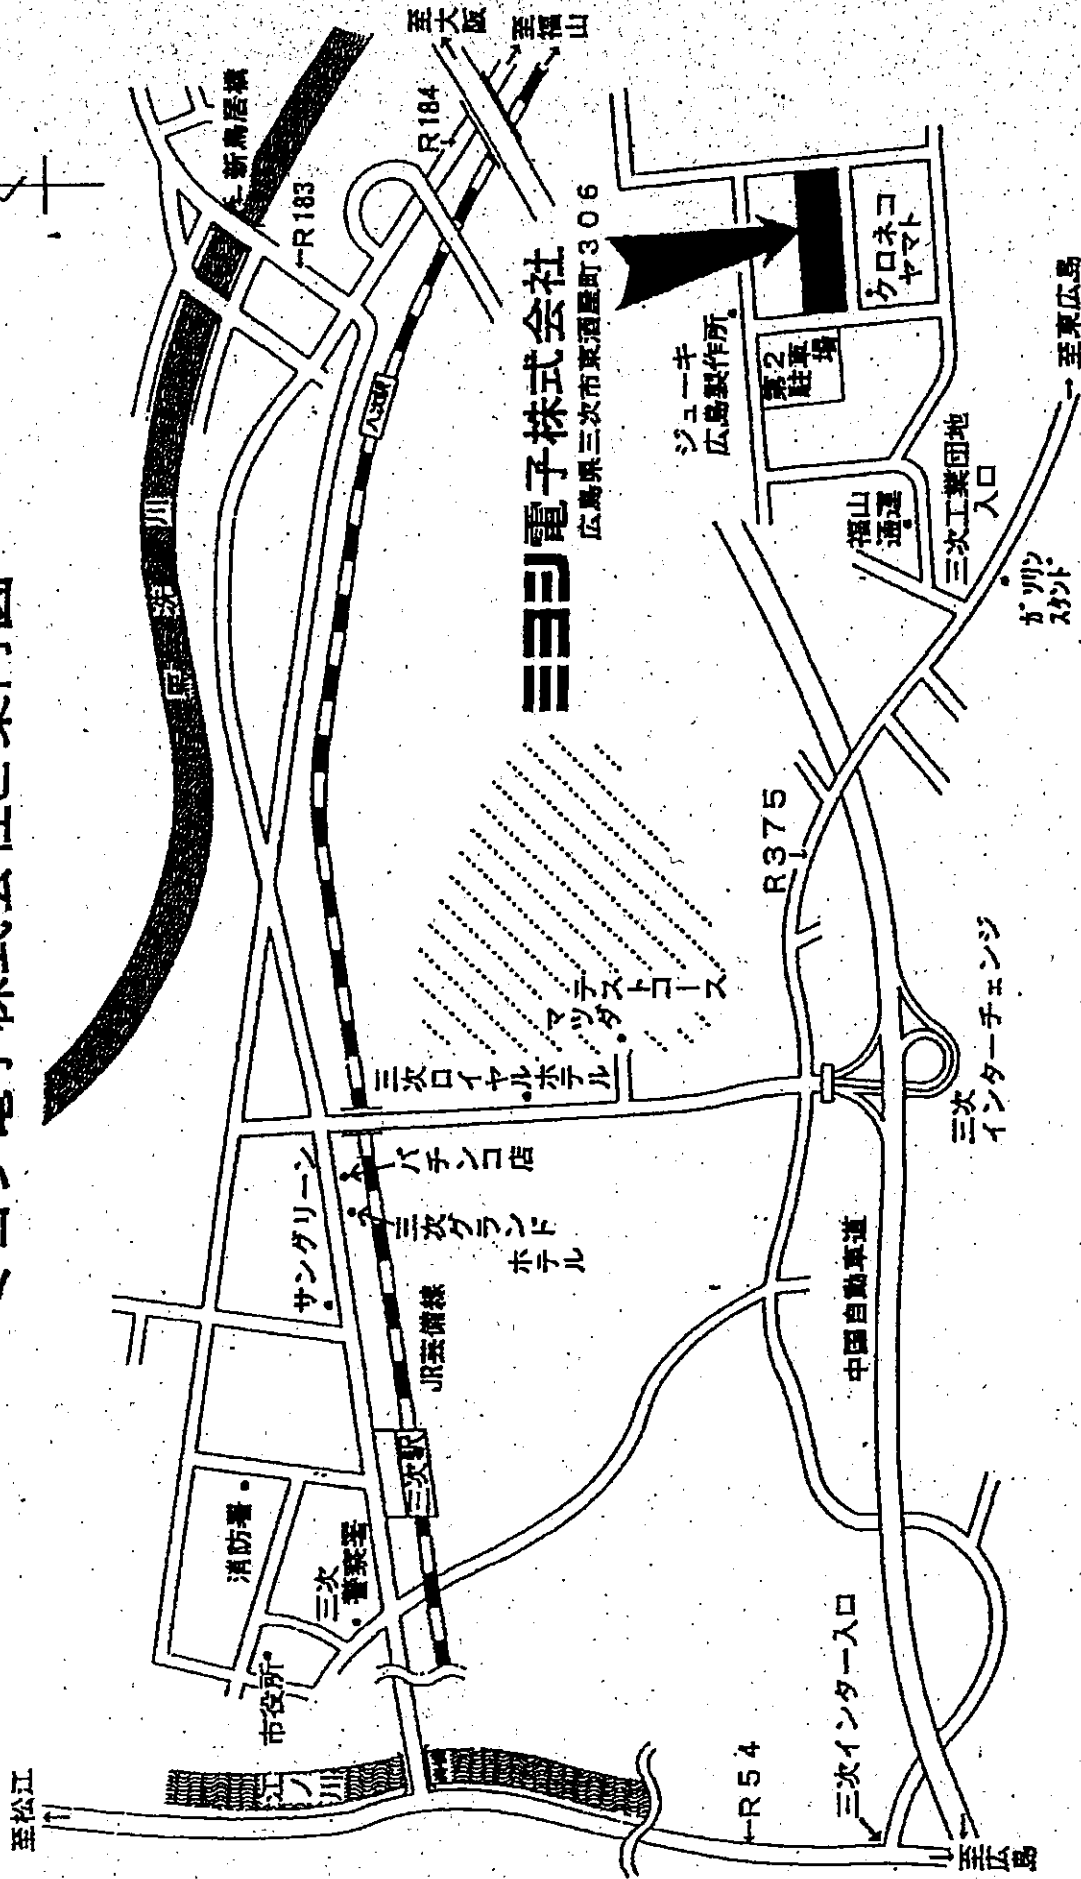 至松江
江ノ川
市役所
消防署
三次
警察署
三次駅
JR芸備線
サングリーン
三次グランド
ホテル
パチンコ店
三次ロイヤルホテル
マツダ
テストコース
八次駅
新鳥居橋
←R183
R184
至大阪
至福山
ミヨシ電子株式会社
広島県三次市東酒屋町306
ジューキ
広島製作所
第2
駐車
場
クロネコ
ヤマト
福山
通運
三次工業団地
入口
ガソリン
スタンド
→至東広島
R375
三次
インターチェンジ
中国自動車道
三次インター入口
←R54
至広島